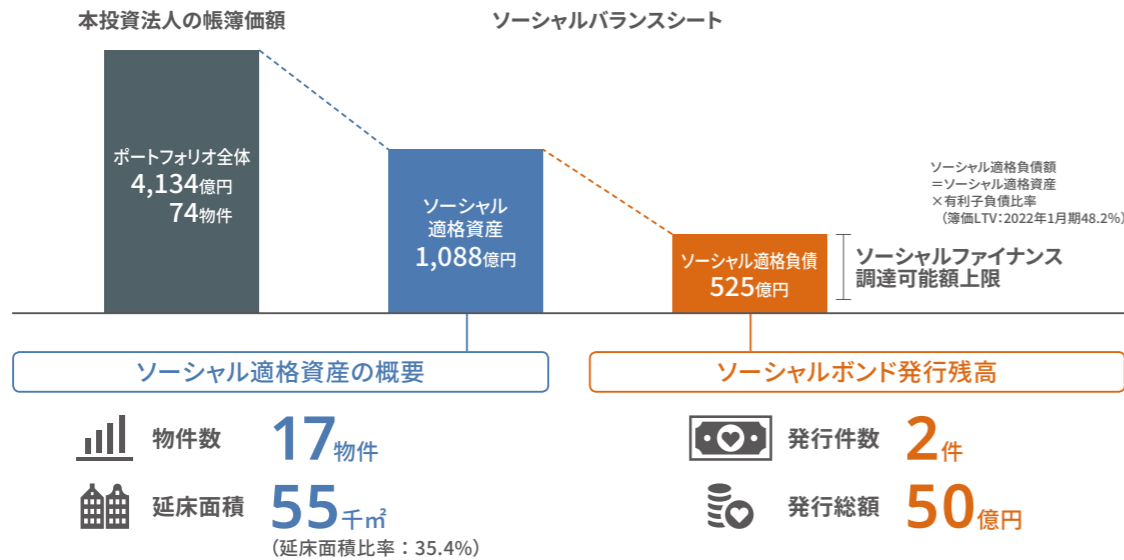 本投資法人の帳簿価額
ソーシャルバランスシート
ポートフォリオ全体
4,134億円
74物件
ソーシャル
適格資産
1,088億円
ソーシャル適格負債
525億円
ソーシャル適格負債額
＝ソーシャル適格資産
×有利子負債比率
（簿価LTV：2022年1月期48.2％）
ソーシャルファイナンス
調達可能額上限
ソーシャル適格資産の概要
物件数 17物件
延床面積 55千㎡
（延床面積比率：35.4％）
ソーシャルボンド発行残高
発行件数 2件
発行総額 50億円